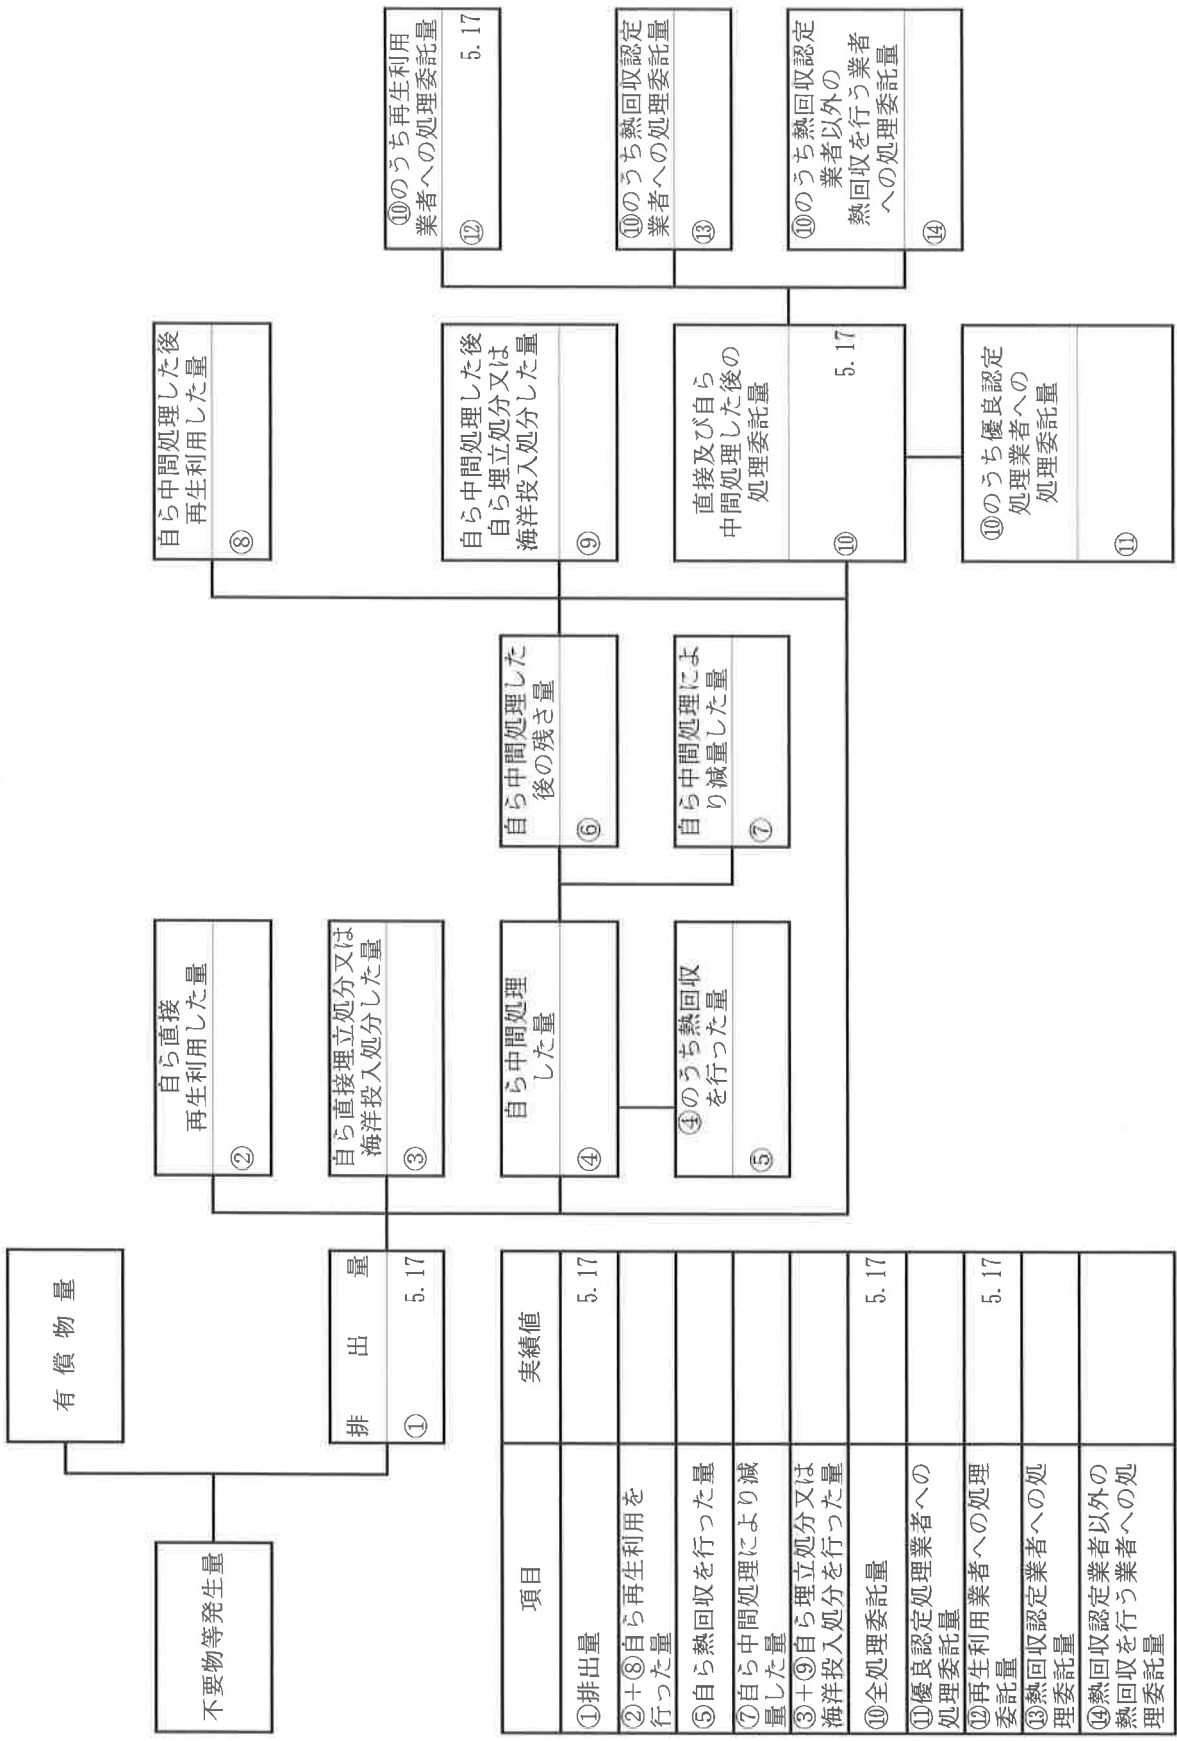 不要物等発生量
有償物量
排出量
① 5.17
自ら直接
再生利用した量
②
自ら直接埋立処分又は
海洋投入処分した量
③
自ら中間処理
した量
④
④のうち熱回収
を行った量
⑤
自ら中間処理した
後の残さ量
⑥
自ら中間処理によ
り減量した量
⑦
自ら中間処理した後
再生利用した量
⑧
自ら中間処理した後
自ら埋立処分又は
海洋投入処分した量
⑨
直接及び自ら
中間処理した後の
処理委託量
⑩ 5.17
⑩のうち優良認定
処理業者への
処理委託量
⑪
⑩のうち再生利用
業者への処理委託量
⑫ 5.17
⑩のうち熱回収認定
業者への処理委託量
⑬
⑩のうち熱回収認定
業者以外の
熱回収を行う業者
への処理委託量
⑭
項目 実績値
①排出量 5.17
②+⑧自ら再生利用を
行った量
⑤自ら熱回収を行った量
⑦自ら中間処理により減
量した量
③+⑨自ら埋立処分又は
海洋投入処分を行った量
⑩全処理委託量 5.17
⑪優良認定処理業者への
処理委託量
⑫再生利用業者への処理
委託量 5.17
⑬熱回収認定業者への処
理委託量
⑭熱回収認定業者以外の
熱回収を行う業者への処
理委託量